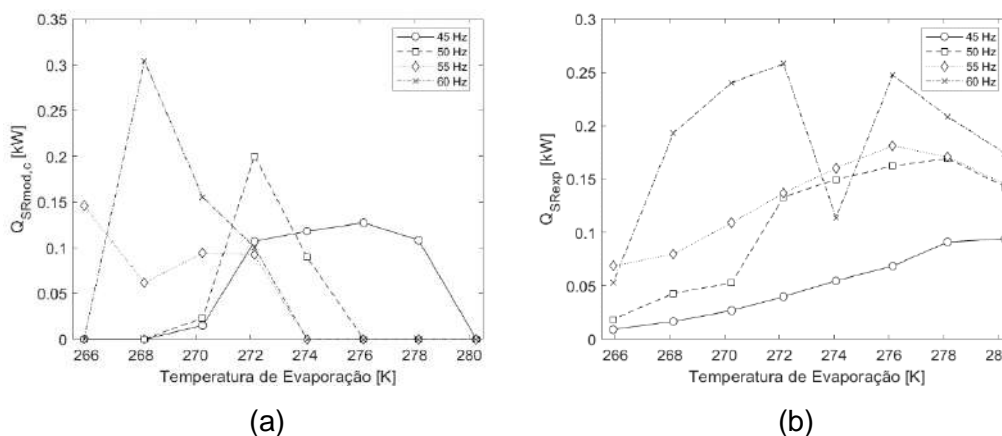 0.35
0.3
0.25
0.2
0.15
0.1
0.05
0
Q_SRmod,c [kW]
45 Hz
50 Hz
55 Hz
60 Hz
266 268 270 272 274 276 278 280
Temperatura de Evaporação [K]
(a)
0.3
0.25
0.2
0.15
0.1
0.05
0
Q_SRexp [kW]
45 Hz
50 Hz
55 Hz
60 Hz
266 268 270 272 274 276 278
Temperatura de Evaporação [K]
(b)